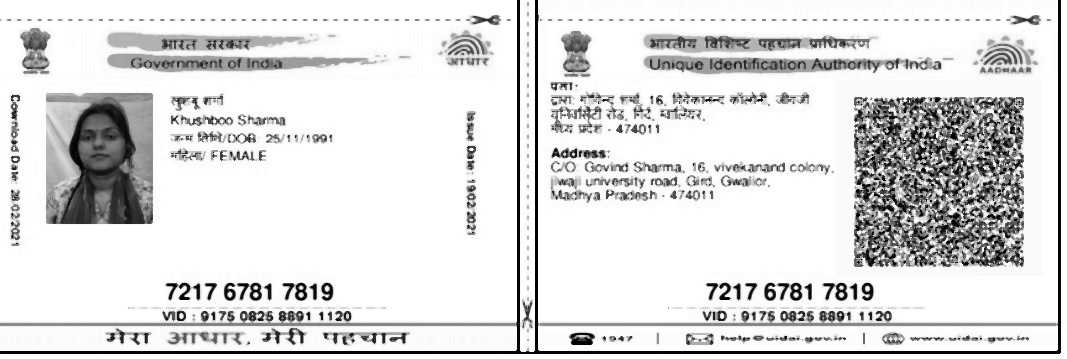 भारत सरकार
Government of India
आधार
Download Date: 26/02/2021
खुशबू शर्मा
Khushboo Sharma
जन्म तिथि/DOB: 25/11/1991
महिला/ FEMALE
Issue Date: 19/02/2021
7217 6781 7819
VID : 9175 0825 8891 1120
मेरा आधार, मेरी पहचान
भारतीय विशिष्ट पहचान प्राधिकरण
Unique Identification Authority of India
AADHAAR
पता:
द्वारा: गोविन्द शर्मा, 16, विवेकानन्द कॉलोनी, जीवजी
यूनिवर्सिटी रोड, गिर्द, ग्वालियर,
मध्य प्रदेश - 474011
Address:
C/O: Govind Sharma, 16, vivekanand colony,
jiwaji university road, Gird, Gwalior,
Madhya Pradesh - 474011
7217 6781 7819
VID : 9175 0825 8891 1120
1947 | help@uidai.gov.in | www.uidai.gov.in